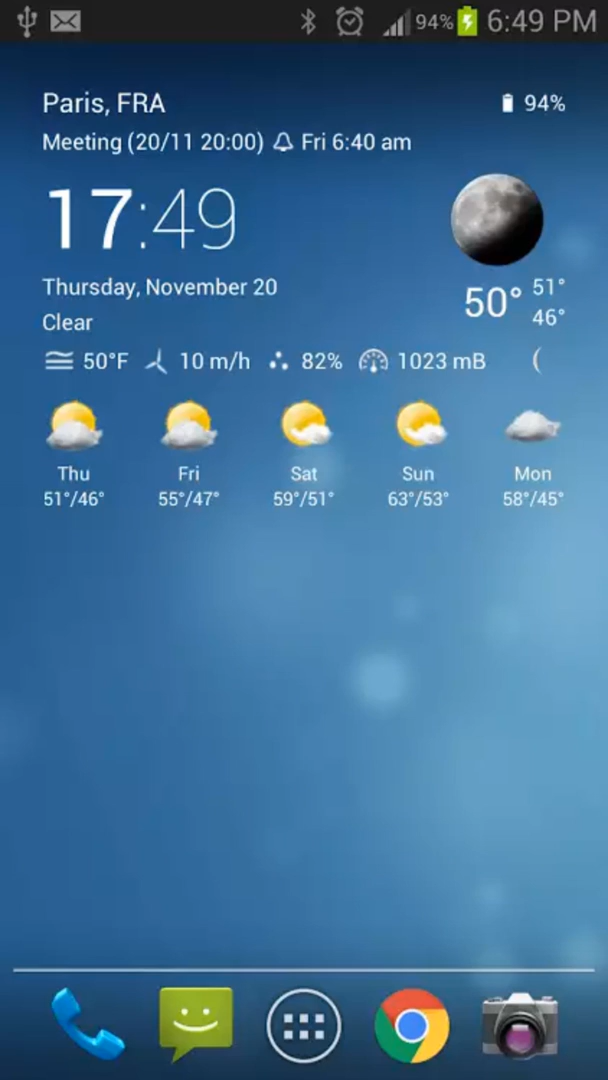 94% 6:49 PM
Paris, FRA 94%
Meeting (20/11 20:00) Fri 6:40 am
17:49
Thursday, November 20
50° 51°
46°
Clear
50°F 10 m/h 82% 1023 mB
Thu Fri Sat Sun Mon
51°/46° 55°/47° 59°/51° 63°/53° 58°/45°